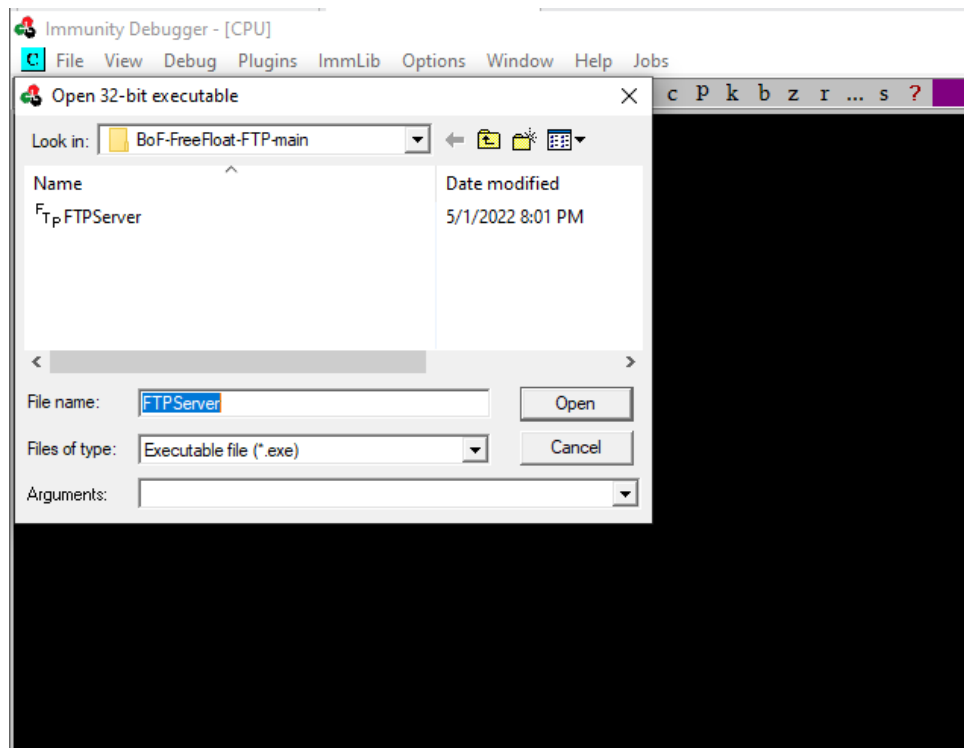 Immunity Debugger - [CPU]
C File View Debug Plugins ImmLib Options Window Help Jobs
Open 32-bit executable
c p k b z r ... s ?
Look in: BoF-FreeFloat-FTP-main
Name Date modified
FTP FTPServer 5/1/2022 8:01 PM
File name: FTPServer Open
Files of type: Executable file (*.exe) Cancel
Arguments: